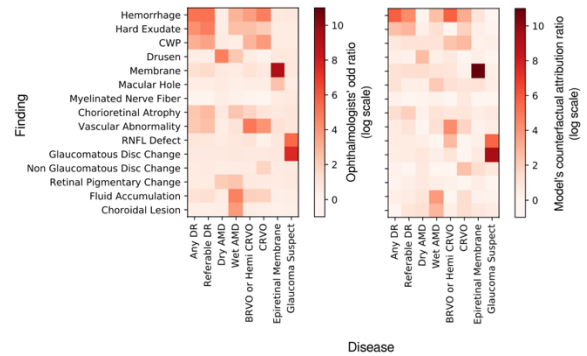 Finding
Hemorrhage
Hard Exudate
CWP
Drusen
Membrane
Macular Hole
Myelinated Nerve Fiber
Chorioretinal Atrophy
Vascular Abnormality
RNFL Defect
Glaucomatous Disc Change
Non Glaucomatous Disc Change
Retinal Pigmentary Change
Fluid Accumulation
Choroidal Lesion
Any DR
Referable DR
Dry AMD
Wet AMD
BRVO or Hemi CRVO
CRVO
Epiretinal Membrane
Glaucoma Suspect
10
8
6
4
2
0
Ophthalmologists' odd ratio
(log scale)
Any DR
Referable DR
Dry AMD
Wet AMD
BRVO or Hemi CRVO
CRVO
Epiretinal Membrane
Glaucoma Suspect
10
8
6
4
2
0
Model's counterfactual attribution ratio
(log scale)
Disease